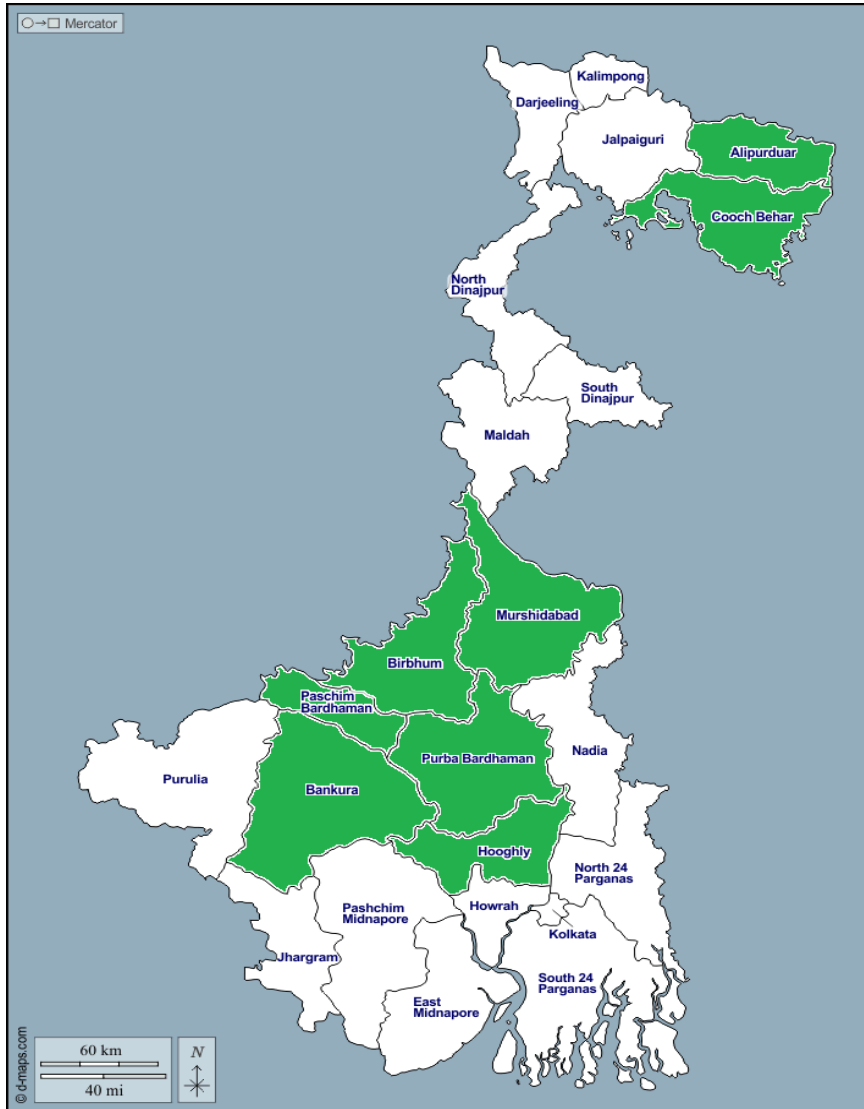 Mercator
Kalimpong
Darjeeling
Jalpaiguri
Alipurduar
Cooch Behar
North
Dinajpur
South
Dinajpur
Maldah
Murshidabad
Birbhum
Paschim
Bardhaman
Purba Bardhaman
Nadia
Purulia
Bankura
Hooghly
North 24
Parganas
Pashchim
Midnapore
Howrah
Kolkata
Jhargram
South 24
Parganas
East
Midnapore
60 km
40 mi
N
© d-maps.com